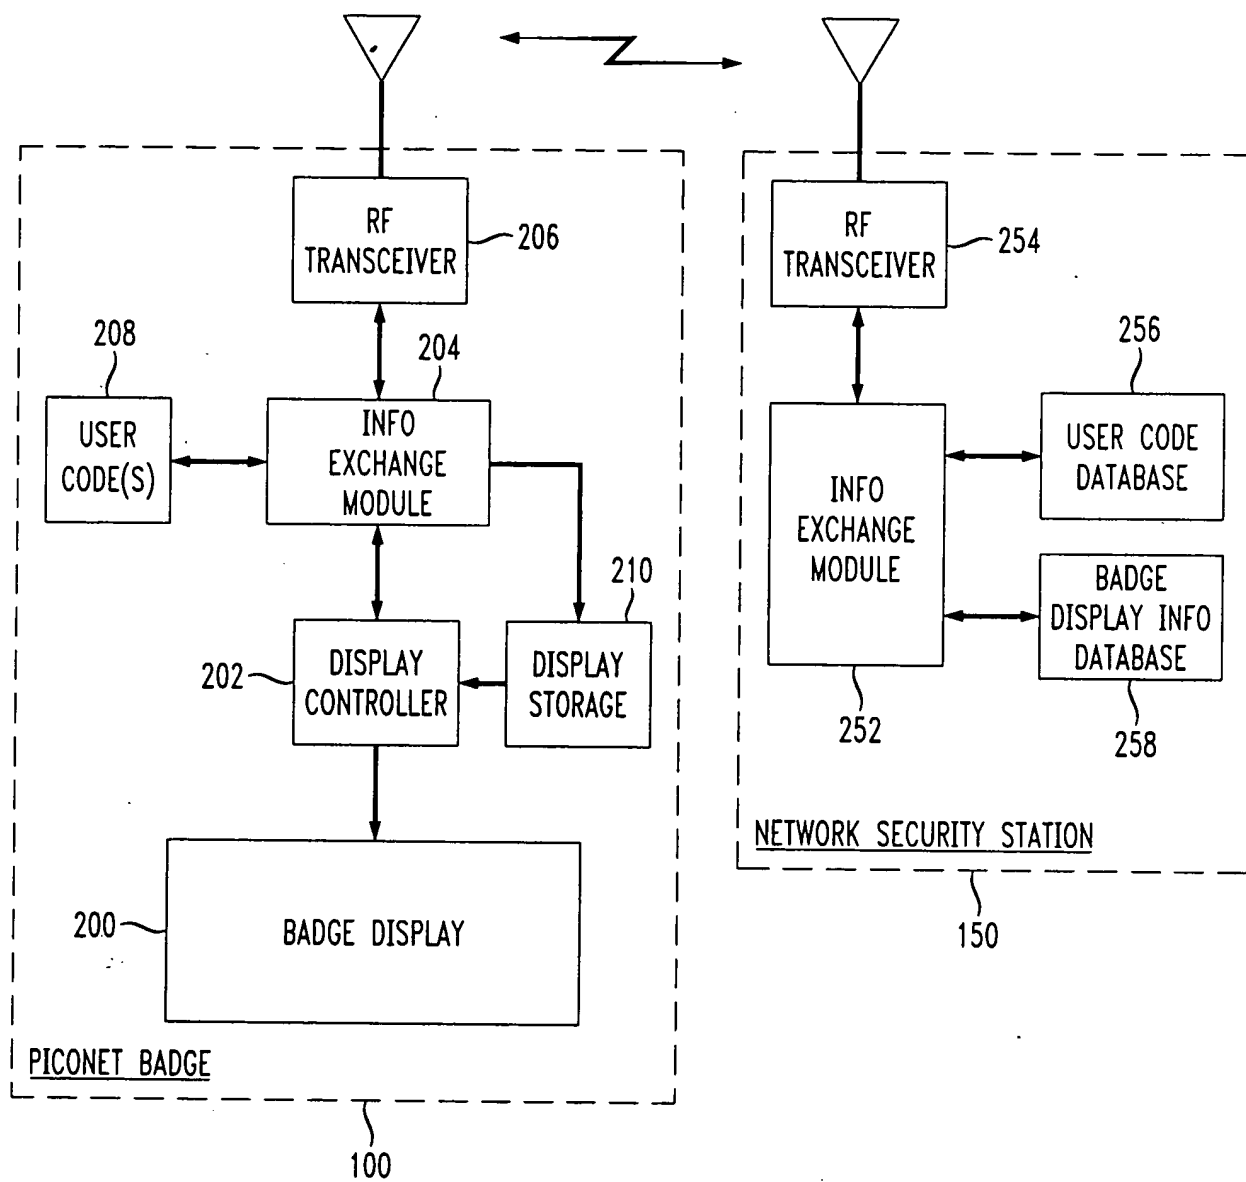 RF
TRANSCEIVER
206
208
204
USER
CODE(S)
INFO
EXCHANGE
MODULE
210
202
DISPLAY
CONTROLLER
DISPLAY
STORAGE
200
BADGE DISPLAY
PICONET BADGE
100
RF
TRANSCEIVER
254
256
INFO
EXCHANGE
MODULE
USER CODE
DATABASE
BADGE
DISPLAY INFO
DATABASE
252
258
NETWORK SECURITY STATION
150